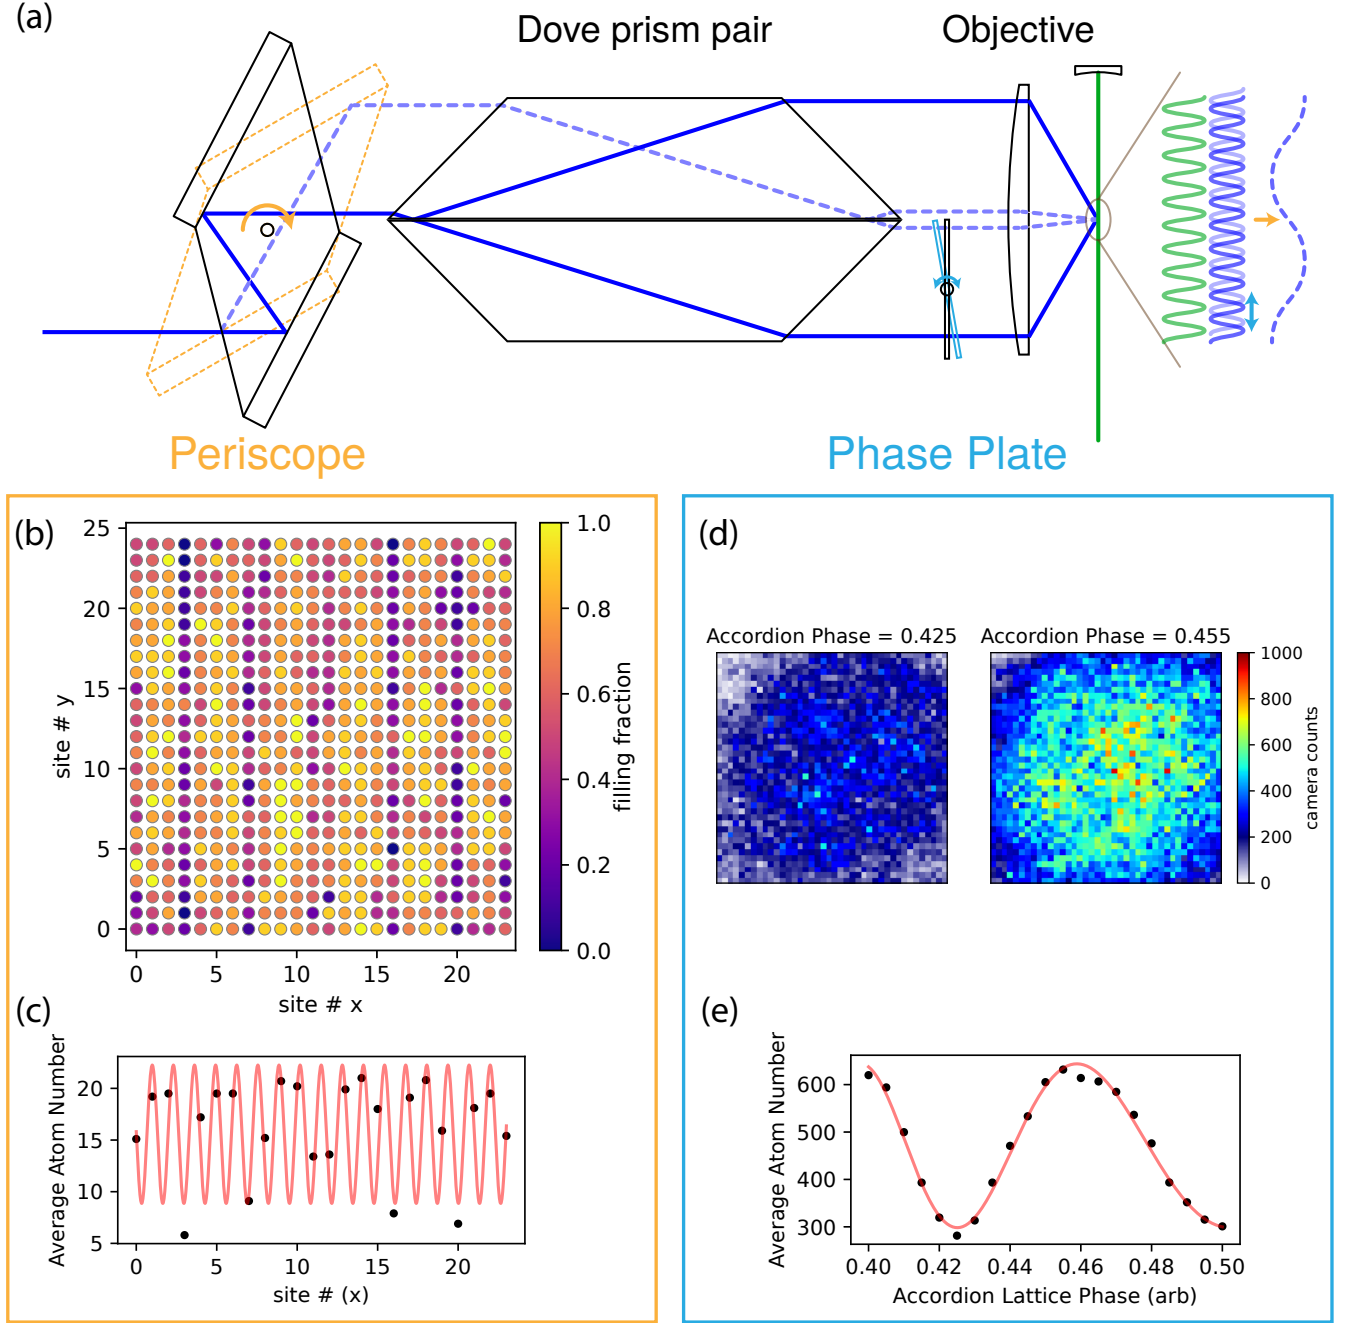 (a)
Dove prism pair
Objective
Periscope
Phase Plate
(b)
25
20
15
10
5
0
site # y
0 5 10 15 20
site # x
1.0
0.8
0.6
0.4
0.2
0.0
filling fraction
(c)
Average Atom Number
20
15
10
5
0 5 10 15 20
site # (x)
(d)
Accordion Phase = 0.425
Accordion Phase = 0.455
1000
800
600
400
200
0
camera counts
(e)
Average Atom Number
600
500
400
300
0.40 0.42 0.44 0.46 0.48 0.50
Accordion Lattice Phase (arb)